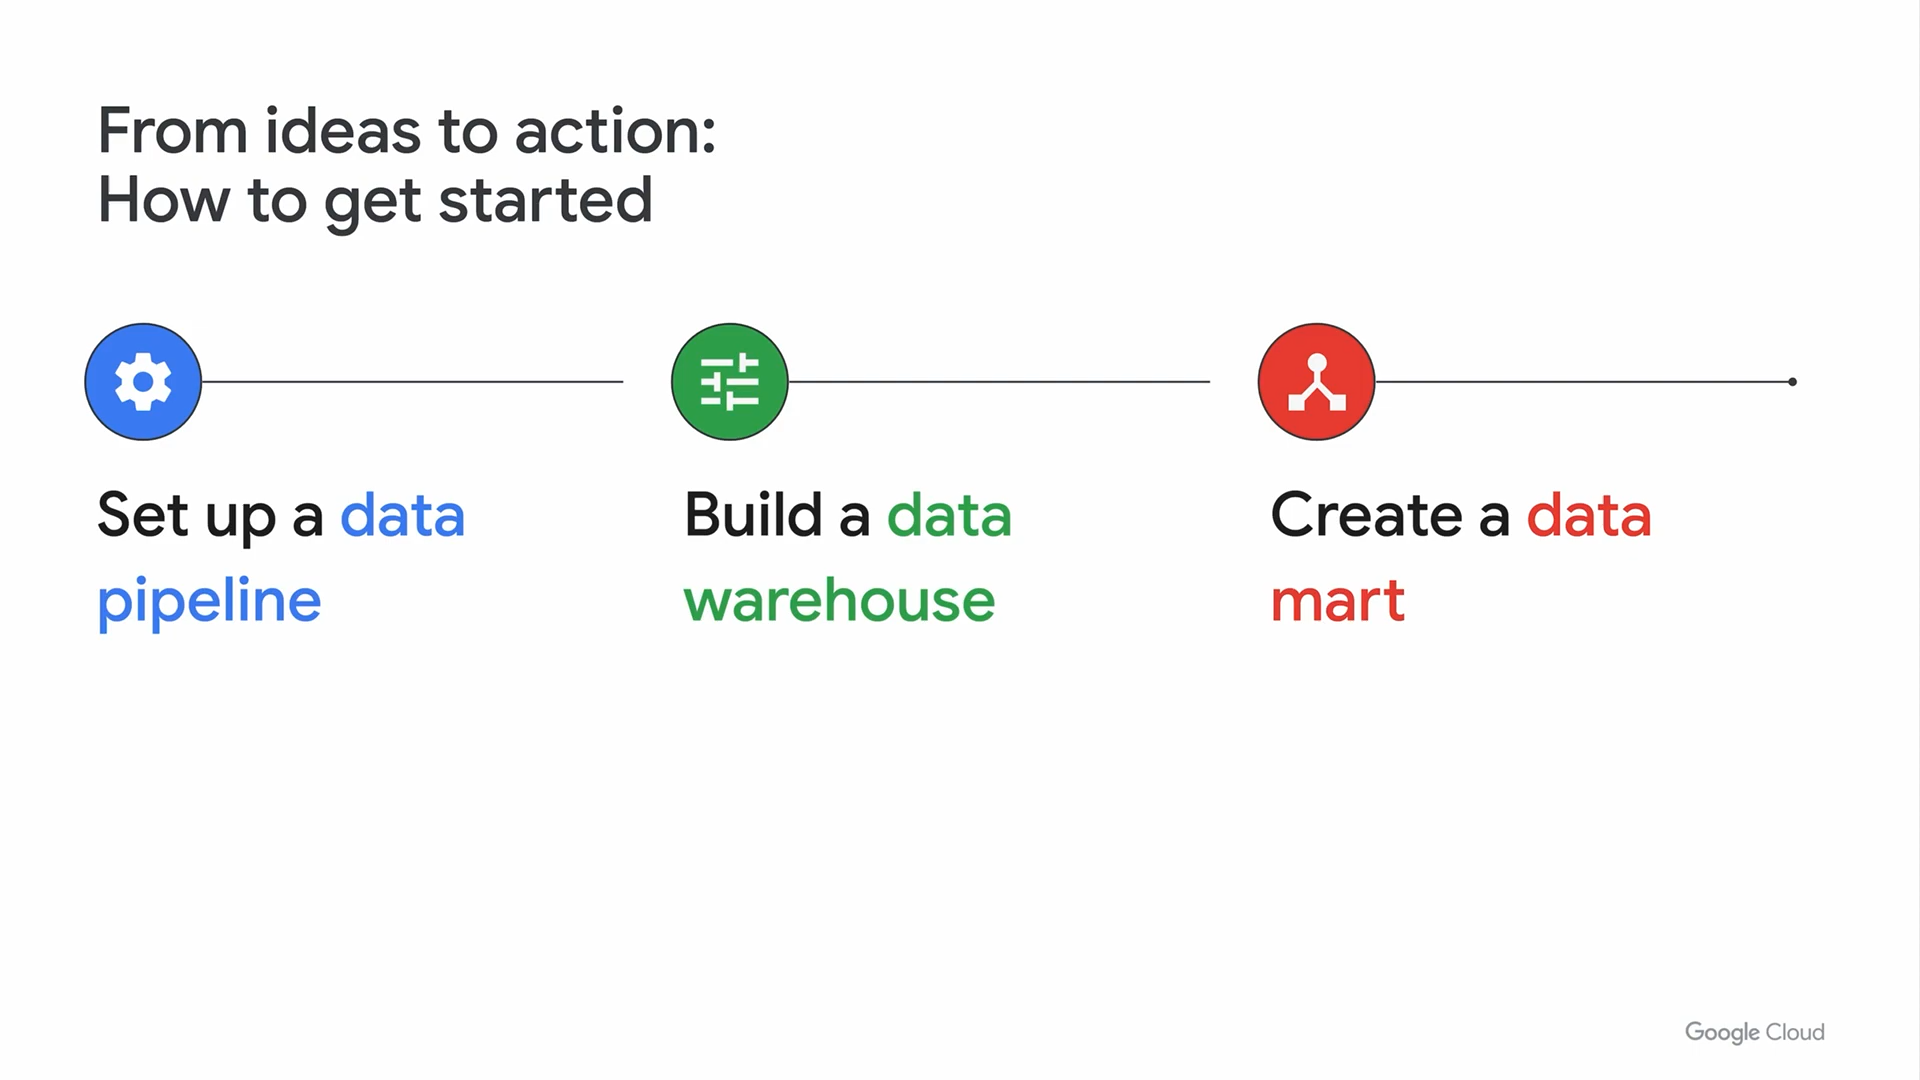 From ideas to action:
How to get started
Set up a data
pipeline
Build a data
warehouse
Create a data
mart
Google Cloud